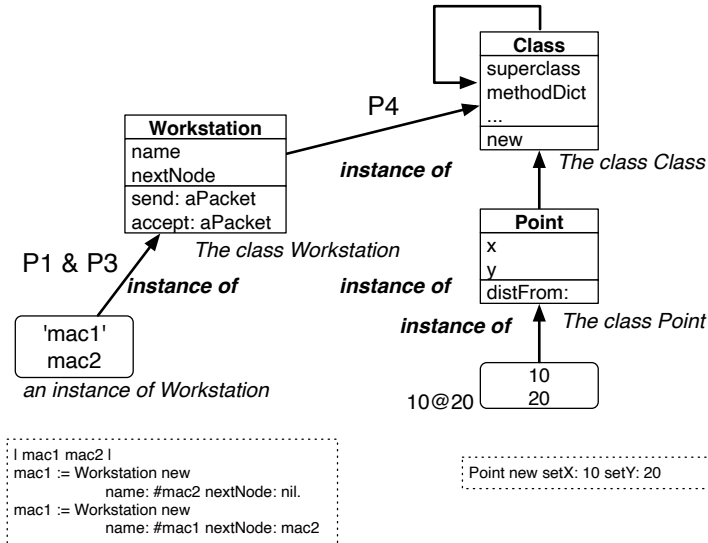 Class
superclass
methodDict
...
new
The class Class
P4
instance of
Workstation
name
nextNode
send: aPacket
accept: aPacket
The class Workstation
P1 & P3
instance of
'mac1'
mac2
an instance of Workstation
Point
x
y
distFrom:
instance of
instance of
The class Point
10@20
10
20
| mac1 mac2 |
mac1 := Workstation new
name: #mac2 nextNode: nil.
mac1 := Workstation new
name: #mac1 nextNode: mac2
Point new setX: 10 setY: 20